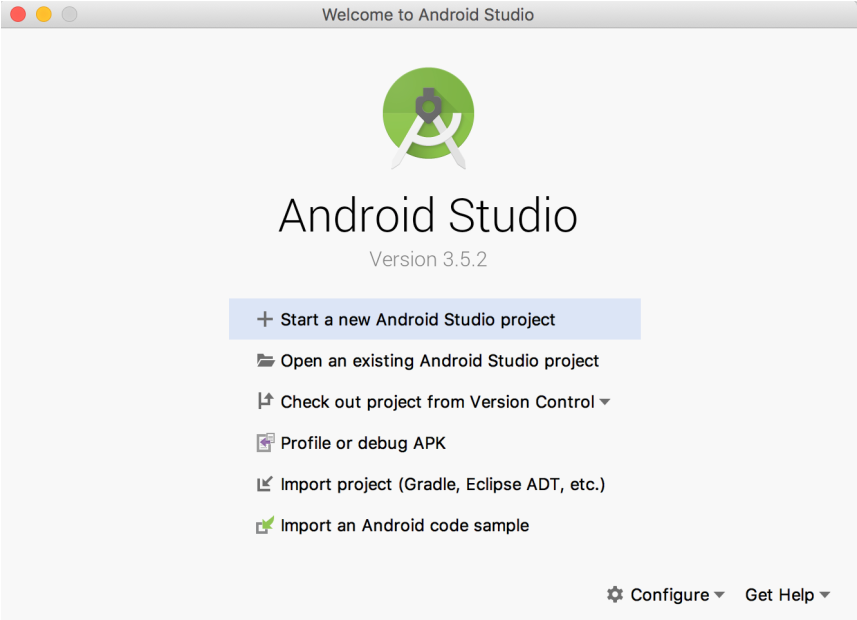 Welcome to Android Studio
Android Studio
Version 3.5.2
Start a new Android Studio project
Open an existing Android Studio project
Check out project from Version Control
Profile or debug APK
Import project (Gradle, Eclipse ADT, etc.)
Import an Android code sample
Configure Get Help